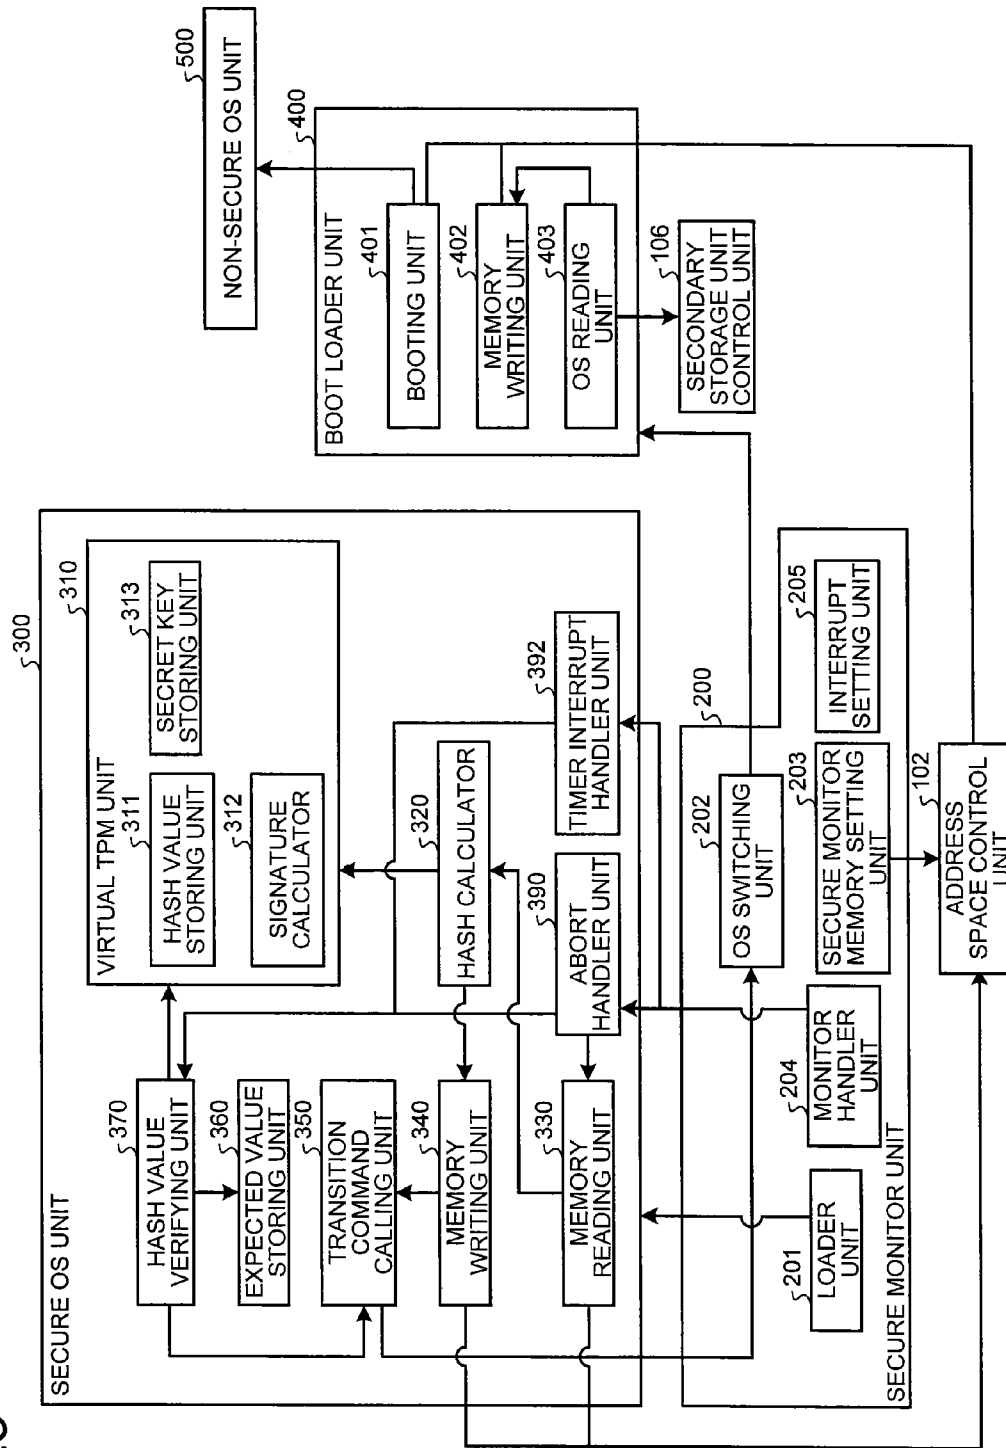 SECURE OS UNIT
300
HASH VALUE
VERIFYING UNIT
370
EXPECTED VALUE
STORING UNIT
360
TRANSITION
COMMAND
CALLING UNIT
350
MEMORY
WRITING UNIT
340
MEMORY
READING UNIT
330
VIRTUAL TPM UNIT
310
HASH VALUE
STORING UNIT
311
SIGNATURE
CALCULATOR
312
SECRET KEY
STORING UNIT
313
HASH CALCULATOR
320
ABORT
HANDLER UNIT
390
TIMER INTERRUPT
HANDLER UNIT
392
SECURE MONITOR UNIT
200
LOADER
UNIT
201
MONITOR
HANDLER
UNIT
204
OS SWITCHING
UNIT
202
SECURE MONITOR
MEMORY SETTING
UNIT
203
INTERRUPT
SETTING UNIT
205
ADDRESS
SPACE CONTROL
UNIT
102
BOOT LOADER UNIT
400
BOOTING UNIT
401
MEMORY
WRITING UNIT
402
OS READING
UNIT
403
SECONDARY
STORAGE UNIT
CONTROL UNIT
106
NON-SECURE OS UNIT
500